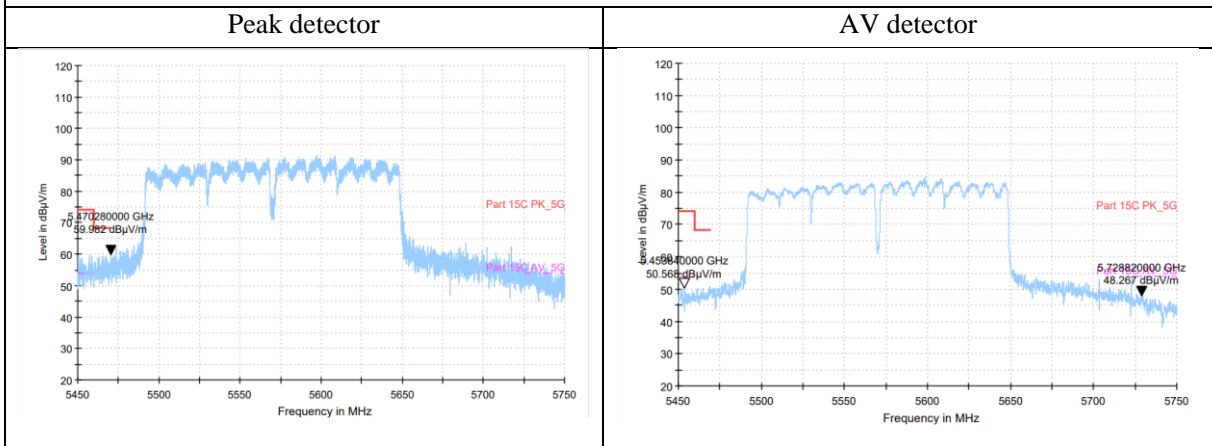 Peak detector
AV detector
120
110
100
90
80
70
60
50
40
30
20
Level in dBµV/m
5450
5500
5550
5600
5650
5700
5750
Frequency in MHz
5.470280000 GHz
59.982 dBµV/m
Part 15C PK_5G
Part 15C AV_5G
120
110
100
90
80
70
60
50
40
30
20
Level in dBµV/m
5450
5500
5550
5600
5650
5700
5750
Frequency in MHz
50.568 dBµV/m
Part 15C PK_5G
5.728820000 GHz
48.267 dBµV/m